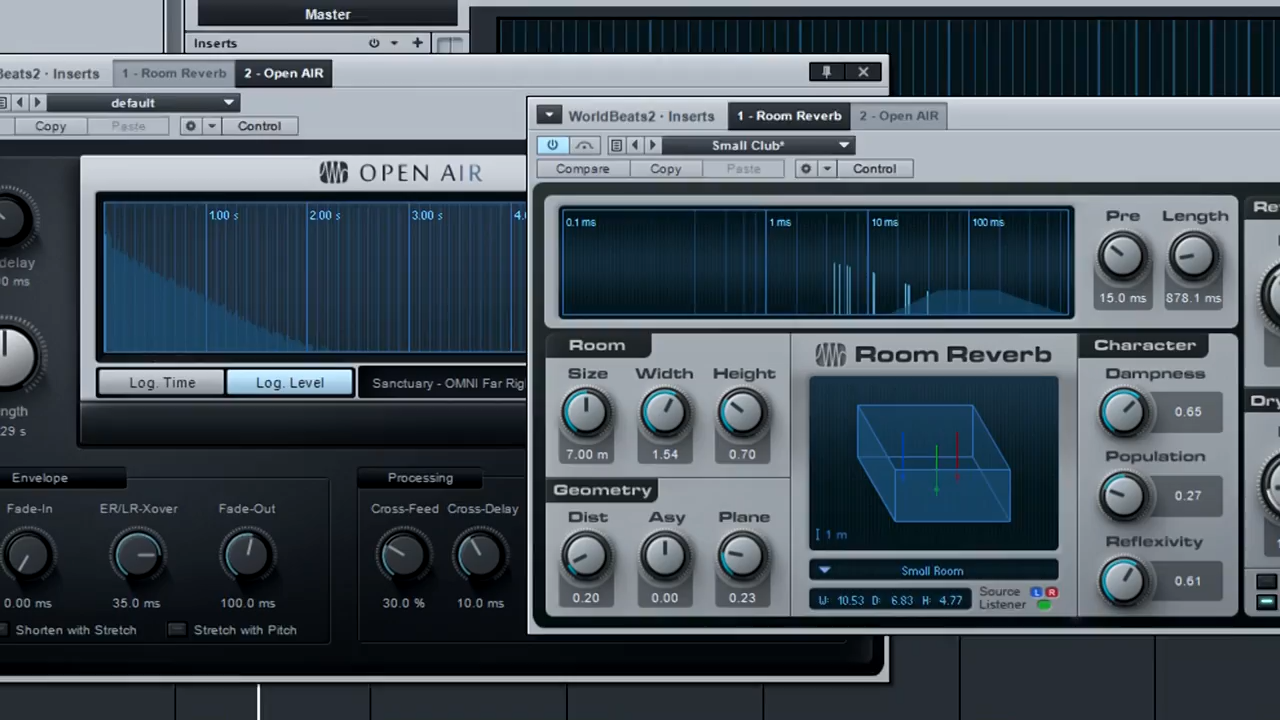 Master
Inserts
Beats2 · Inserts 1 - Room Reverb 2 - Open AIR
default
Copy Paste Control
OPEN AIR
1.00 s 2.00 s 3.00 s 4.
delay
0 ms
ngth
29 s
Log. Time Log. Level Sanctuary - OMNI Far Rig
Envelope
Fade-In ER/LR-Xover Fade-Out
0.00 ms 35.0 ms 100.0 ms
Shorten with Stretch Stretch with Pitch
Processing
Cross-Feed Cross-Delay
30.0 % 10.0 ms
WorldBeats2 · Inserts 1 - Room Reverb 2 - Open AIR
Small Club*
Compare Copy Paste Control
0.1 ms 1 ms 10 ms 100 ms
Pre Length
15.0 ms 878.1 ms
Re
Room
Size Width Height
7.00 m 1.54 0.70
Geometry
Dist Asy Plane
0.20 0.00 0.23
Room Reverb
1 m
Small Room
W: 10.53 D: 6.83 H: 4.77
Source L R
Listener
Character
Dampness
0.65
Population
0.27
Reflexivity
0.61
Dry